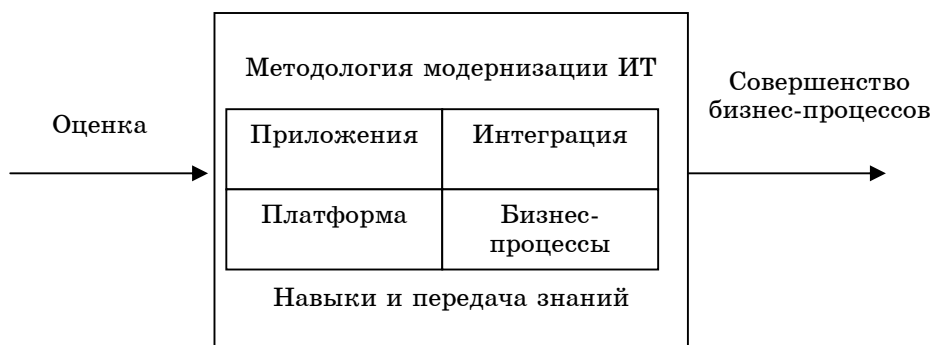 Методология модернизации ИТ
Совершенство
бизнес-процессов
Оценка
Приложения
Интеграция
Платформа
Бизнес-
процессы
Навыки и передача знаний